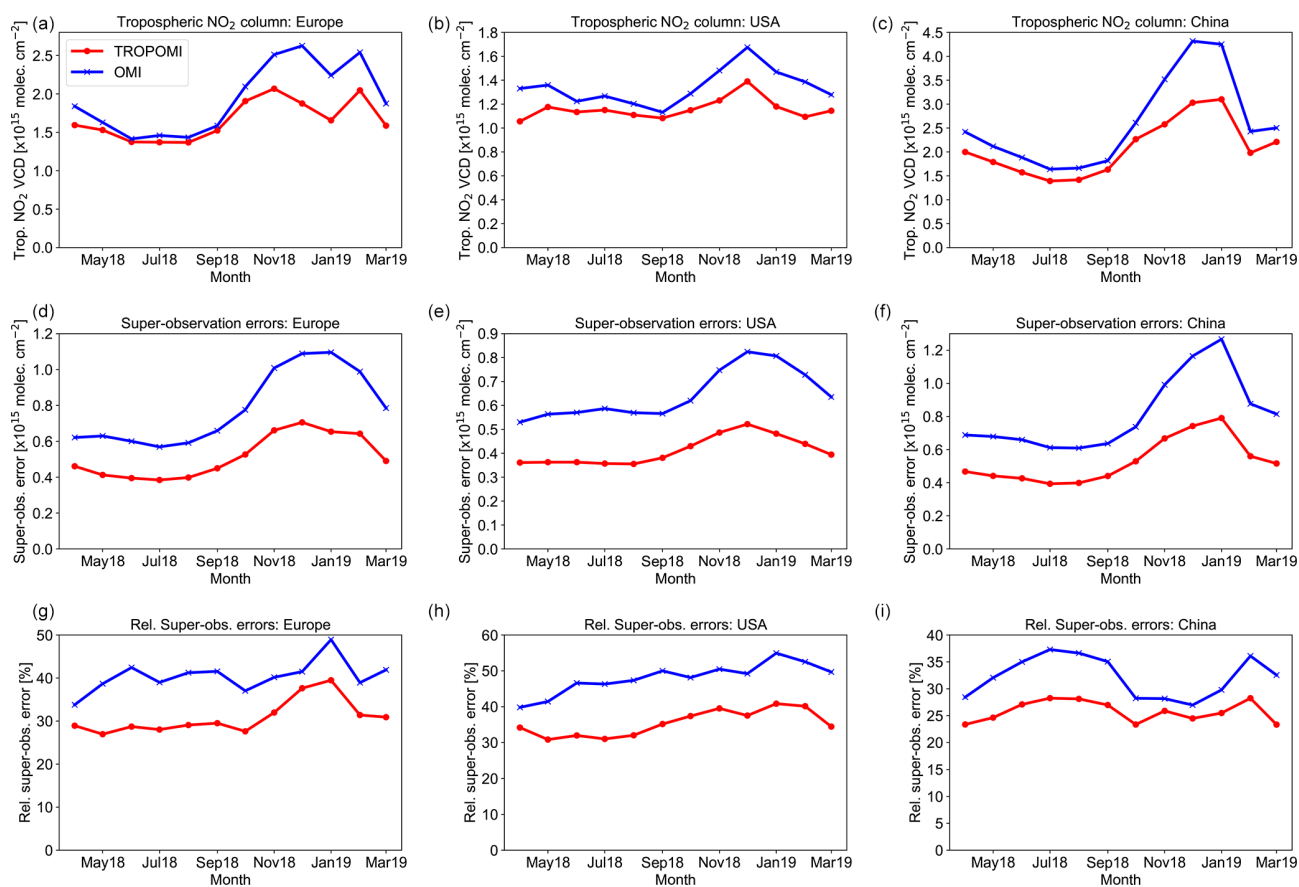 (a)
Tropospheric NO₂ column: Europe
Trop. NO₂ VCD [x10¹⁵ molec. cm⁻²]
2.5
2.0
1.5
1.0
0.5
0.0
TROPOMI
OMI
May18 Jul18 Sep18 Nov18 Jan19 Mar19
Month
(b)
Tropospheric NO₂ column: USA
Trop. NO₂ VCD [x10¹⁵ molec. cm⁻²]
1.8
1.6
1.4
1.2
1.0
0.8
0.6
0.4
0.2
0.0
May18 Jul18 Sep18 Nov18 Jan19 Mar19
Month
(c)
Tropospheric NO₂ column: China
Trop. NO₂ VCD [x10¹⁵ molec. cm⁻²]
4.5
4.0
3.5
3.0
2.5
2.0
1.5
1.0
0.5
0.0
May18 Jul18 Sep18 Nov18 Jan19 Mar19
Month
(d)
Super-observation errors: Europe
Super-obs. error [x10¹⁵ molec. cm⁻²]
1.2
1.0
0.8
0.6
0.4
0.2
0.0
May18 Jul18 Sep18 Nov18 Jan19 Mar19
Month
(e)
Super-observation errors: USA
Super-obs. error [x10¹⁵ molec. cm⁻²]
0.9
0.8
0.7
0.6
0.5
0.4
0.3
0.2
0.1
0.0
May18 Jul18 Sep18 Nov18 Jan19 Mar19
Month
(f)
Super-observation errors: China
Super-obs. error [x10¹⁵ molec. cm⁻²]
1.2
1.0
0.8
0.6
0.4
0.2
0.0
May18 Jul18 Sep18 Nov18 Jan19 Mar19
Month
(g)
Rel. Super-obs. errors: Europe
Rel. super-obs. error [%]
50
40
30
20
10
0
May18 Jul18 Sep18 Nov18 Jan19 Mar19
Month
(h)
Rel. Super-obs. errors: USA
Rel. super-obs. error [%]
60
50
40
30
20
10
0
May18 Jul18 Sep18 Nov18 Jan19 Mar19
Month
(i)
Rel. Super-obs. errors: China
Rel. super-obs. error [%]
40
35
30
25
20
15
10
5
0
May18 Jul18 Sep18 Nov18 Jan19 Mar19
Month